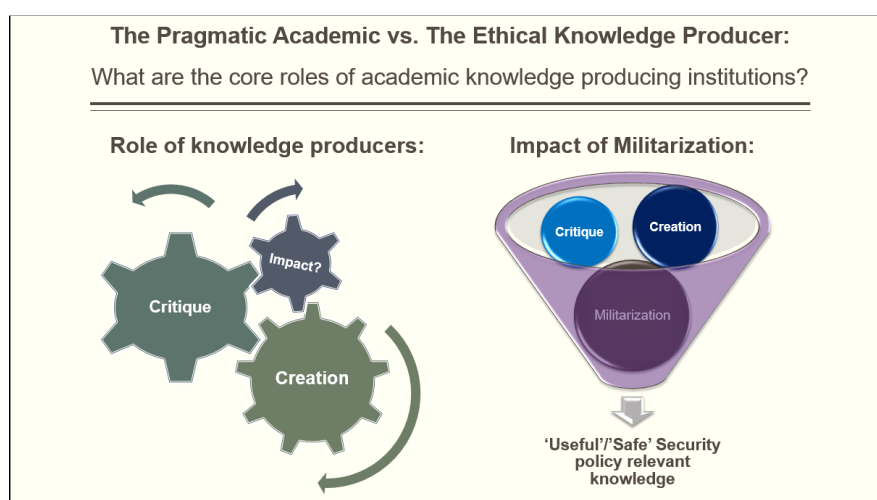 The Pragmatic Academic vs. The Ethical Knowledge Producer:
What are the core roles of academic knowledge producing institutions?
Role of knowledge producers:
Critique
Impact?
Creation
Impact of Militarization:
Critique
Creation
Militarization
‘Useful’/’Safe’ Security
policy relevant
knowledge